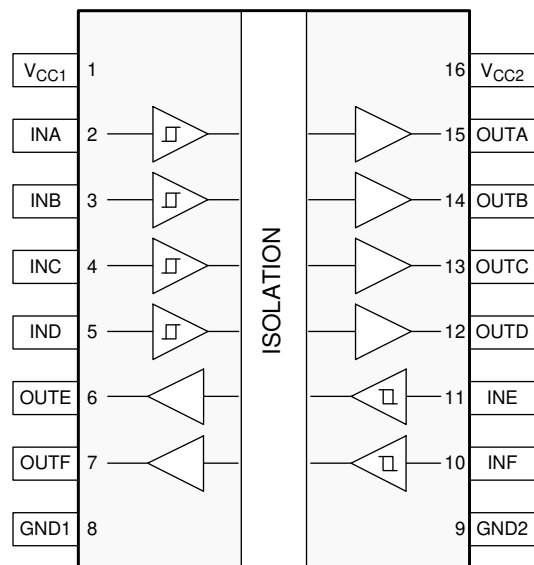 VCC1 1 16 VCC2
INA 2 15 OUTA
INB 3 14 OUTB
INC 4 13 OUTC
IND 5 12 OUTD
OUTE 6 11 INE
OUTF 7 10 INF
GND1 8 9 GND2
ISOLATION